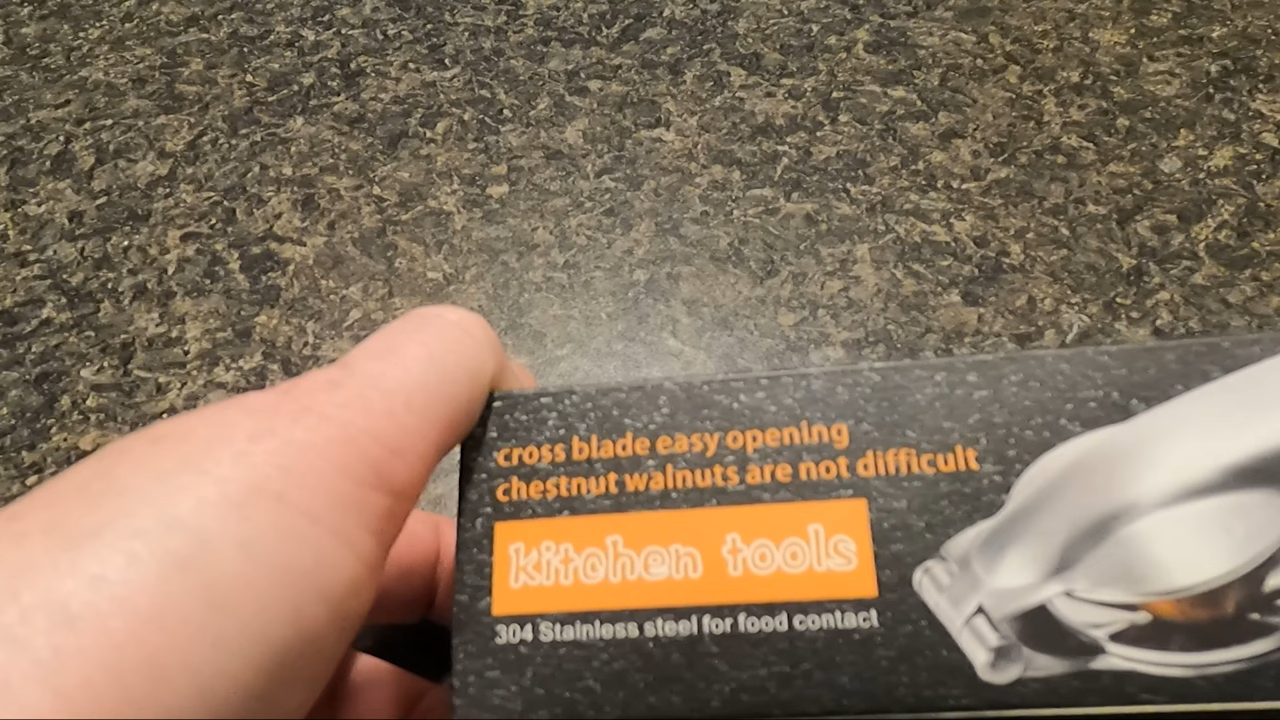 cross blade easy opening
chestnut walnuts are not difficult
kitchen tools
304 Stainless steel for food contact